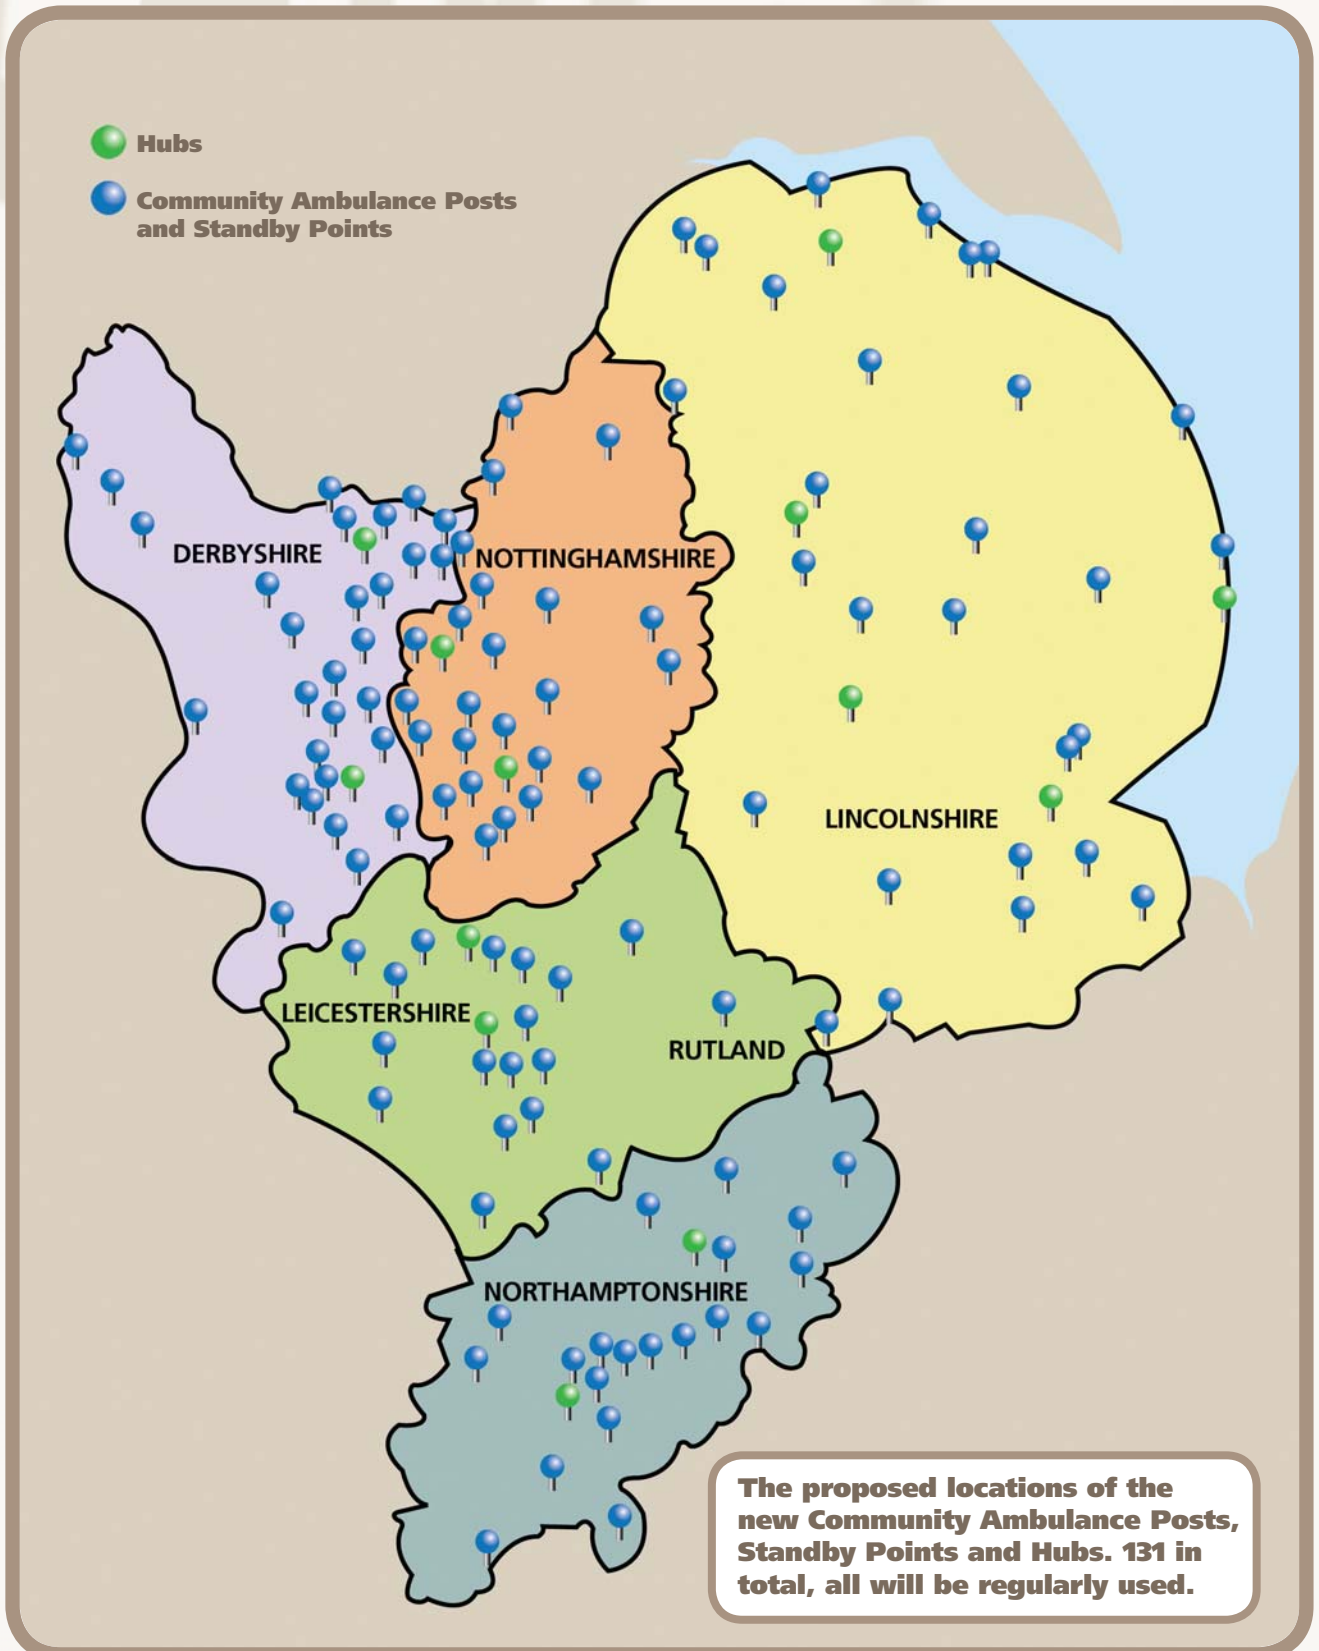 Hubs
Community Ambulance Posts
and Standby Points
DERBYSHIRE
NOTTINGHAMSHIRE
LINCOLNSHIRE
LEICESTERSHIRE
RUTLAND
NORTHAMPTONSHIRE
The proposed locations of the
new Community Ambulance Posts,
Standby Points and Hubs. 131 in
total, all will be regularly used.